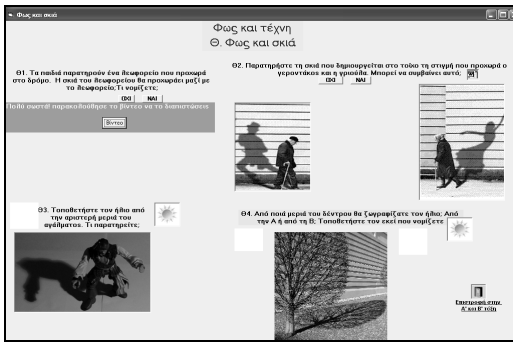 Φως και σκιά
Φως και τέχνη
Θ. Φως και σκιά
Θ1. Τα παιδιά παρατηρούν ένα λεωφορείο που προχωρά
στο δρόμο. Η σκιά του λεωφορείου θα προχωράει μαζί με
το λεωφορείο;Τι νομίζετε;
ΟΧΙ ΝΑΙ
Πολύ σωστά! παρακολούθησε το βίντεο να το διαπιστώσεις
Βίντεο
Θ2. Παρατηρήστε τη σκιά που δημιουργείται στο τοίχο τη στιγμή που προχωρά ο
γεροντάκος και η γριούλα. Μπορεί να συμβαίνει αυτό;
ΟΧΙ ΝΑΙ
Θ3. Τοποθετήστε τον ήλιο από
την αριστερή μεριά του
αγάλματος. Τι παρατηρείτε;
Θ4. Από ποιά μεριά του δέντρου θα ζωγραφίζατε τον ήλιο; Από
την Α ή από τη Β; Τοποθετήστε τον εκεί που νομίζετε
Επιστροφή στην
Α' και Β' τάξη